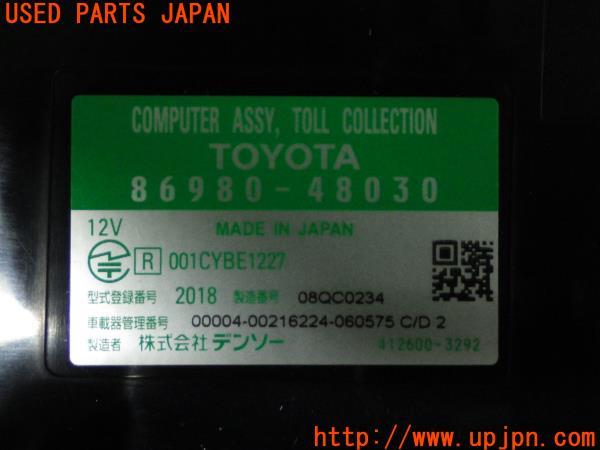 USED PARTS JAPAN
COMPUTER ASSY, TOLL COLLECTION
TOYOTA
86980-48030
12V MADE IN JAPAN
R 001CYBE1227
型式登録番号 2018 製造番号 08QC0234
車載器管理番号 00004-00216224-060575 C/D 2
製造者 株式会社デンソー 412600-3292
http://www.upjpn.com/